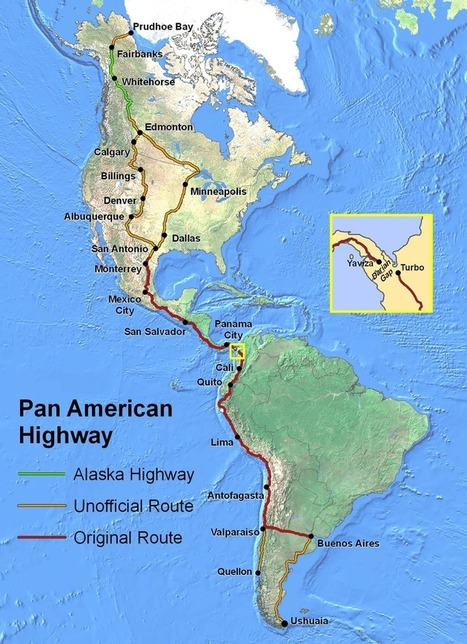 Prudhoe Bay
Fairbanks
Whitehorse
Edmonton
Calgary
Billings
Minneapolis
Denver
Albuquerque
Dallas
San Antonio
Monterrey
Mexico
City
San Salvador
Panama
City
Yaviza
Darian
Gap
Turbo
Cali
Quito
Pan American
Highway
Lima
Alaska Highway
Antofagasta
Unofficial Route
Valparaiso
Original Route
Buenos Aires
Quellon
Ushuaia